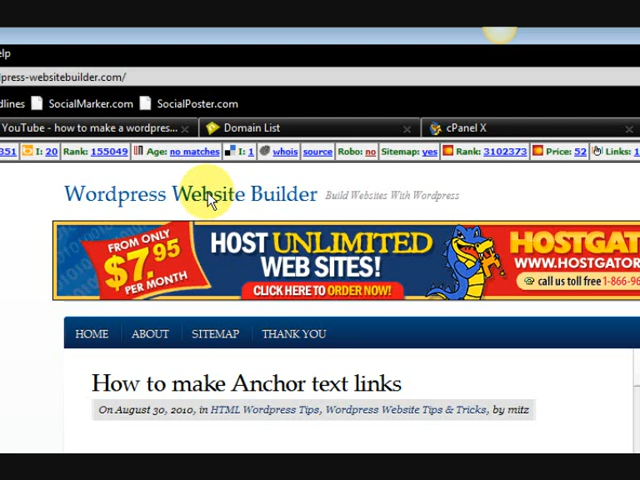 elp
press-websitebuilder.com/
dlines SocialMarker.com SocialPoster.com
YouTube - how to make a wordpres... Domain List cPanel X
351 I: 20 Rank: 155049 Age: no matches I: 1 whois source Robo: no Sitemap: yes Rank: 3102373 Price: 52 Links: 1
Wordpress Website Builder Build Websites With Wordpress
FROM ONLY
$7.95
PER MONTH
HOST UNLIMITED
WEB SITES!
CLICK HERE TO ORDER NOW!
HOSTGAT
WWW.HOSTGATOR
call us toll free 1-866-96
HOME ABOUT SITEMAP THANK YOU
How to make Anchor text links
On August 30, 2010, in HTML Wordpress Tips, Wordpress Website Tips & Tricks, by mitz